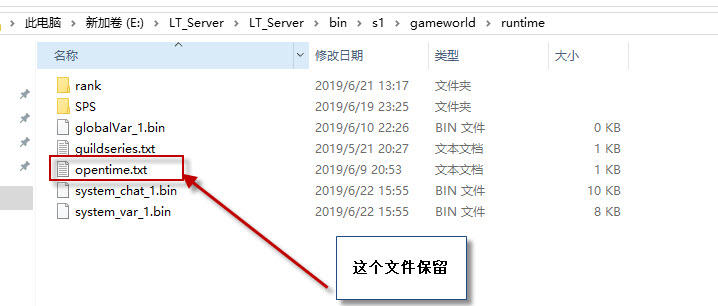 此电脑 > 新加卷 (E:) > LT_Server > LT_Server > bin > s1 > gameworld > runtime
名称 修改日期 类型 大小
rank 2019/6/21 13:17 文件夹
SPS 2019/6/19 23:25 文件夹
globalVar_1.bin 2019/6/10 22:26 BIN 文件 0 KB
guildseries.txt 2019/5/21 20:27 文本文档 1 KB
opentime.txt 2019/6/9 20:53 文本文档 1 KB
system_chat_1.bin 2019/6/22 15:55 BIN 文件 10 KB
system_var_1.bin 2019/6/22 15:55 BIN 文件 8 KB
这个文件保留